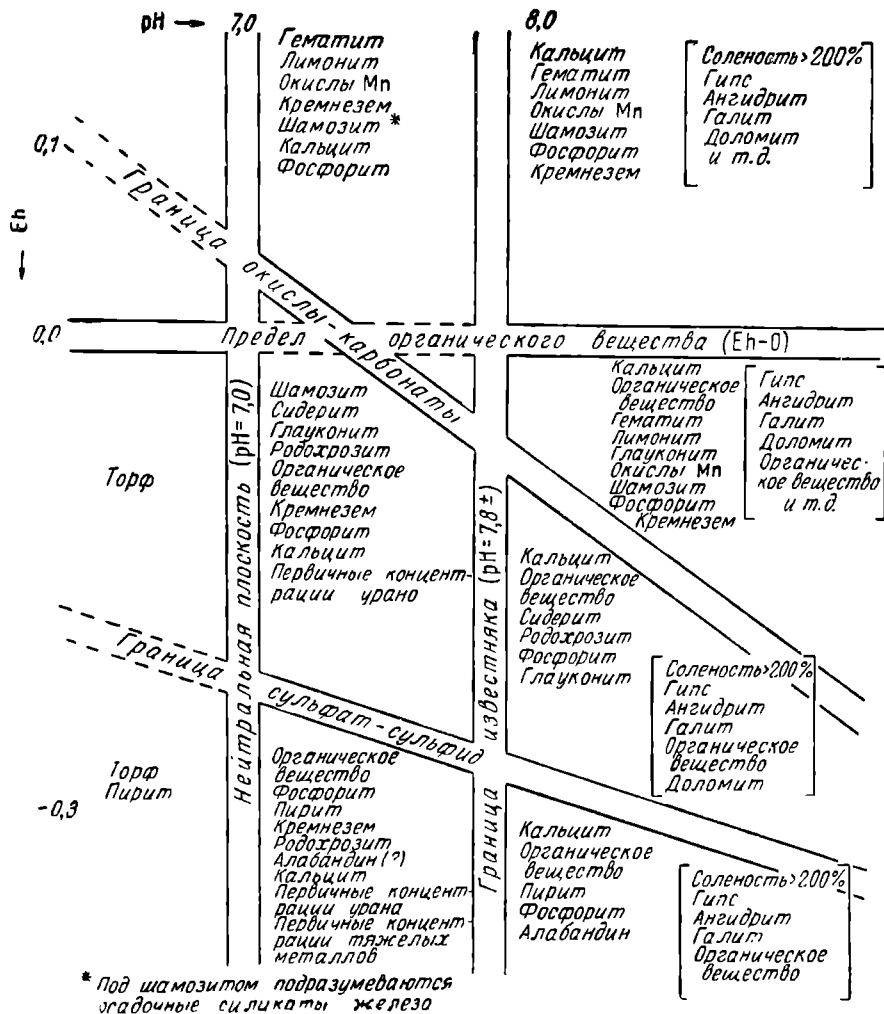 pH → 7,0
8,0
Гематит
Лимонит
Окислы Mn
Кремнезем
Шамозит *
Кальцит
Фосфорит
Кальцит
Гематит
Лимонит
Окислы Mn
Шамозит
Фосфорит
Кремнезем
Соленость>200%
Гипс
Ангидрит
Галит
Доломит
и т.д.
0,1
Eh →
Граница окислы-карбонаты
0,0
Предел органического вещества (Eh-0)
Нейтральная плоскость (pH=7,0)
Граница известняка (pH=7,8±)
Торф
Шамозит
Сидерит
Глауконит
Родохрозит
Органическое
вещество
Кремнезем
Фосфорит
Кальцит
Первичные концент-
рации урано
Кальцит
Органическое
вещество
Гематит
Лимонит
Глауконит
Окислы Mn
Шамозит
Фосфорит
Кремнезем
Гипс
Ангидрит
Галит
Доломит
Органичес-
кое вещество
и т.д.
Кальцит
Органическое
вещество
Сидерит
Родохрозит
Фосфорит
Глауконит
Соленость>200%
Гипс
Ангидрит
Галит
Органическое
вещество
Доломит
Граница сульфат-сульфид
-0,3
Торф
Пирит
Органическое
вещество
Фосфорит
Пирит
Кремнезем
Родохрозит
Алабандин(?)
Кальцит
Первичные концент-
рации урана
Первичные концент-
рации тяжелых
металлов
Кальцит
Органическое
вещество
Пирит
Фосфорит
Алабандин
Соленость>200%
Гипс
Ангидрит
Галит
Органическое
вещество
* Под шамозитом подразумеваются
осадочные силикаты железо